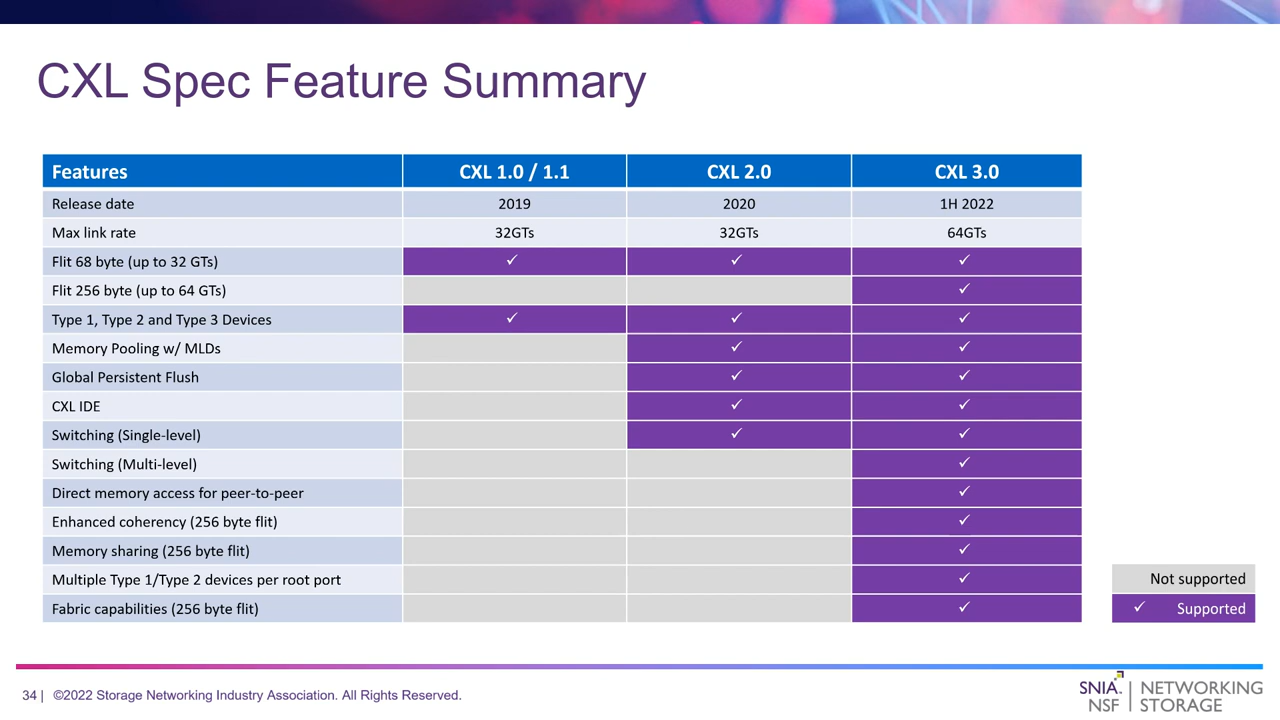 CXL Spec Feature Summary
Features CXL 1.0 / 1.1 CXL 2.0 CXL 3.0
Release date 2019 2020 1H 2022
Max link rate 32GTs 32GTs 64GTs
Flit 68 byte (up to 32 GTs) ✓ ✓ ✓
Flit 256 byte (up to 64 GTs) ✓
Type 1, Type 2 and Type 3 Devices ✓ ✓ ✓
Memory Pooling w/ MLDs ✓ ✓
Global Persistent Flush ✓ ✓
CXL IDE ✓ ✓
Switching (Single-level) ✓ ✓
Switching (Multi-level) ✓
Direct memory access for peer-to-peer ✓
Enhanced coherency (256 byte flit) ✓
Memory sharing (256 byte flit) ✓
Multiple Type 1/Type 2 devices per root port ✓
Fabric capabilities (256 byte flit) ✓
Not supported
✓ Supported
34 | ©2022 Storage Networking Industry Association. All Rights Reserved.
SNIA. | NETWORKING
NSF | STORAGE